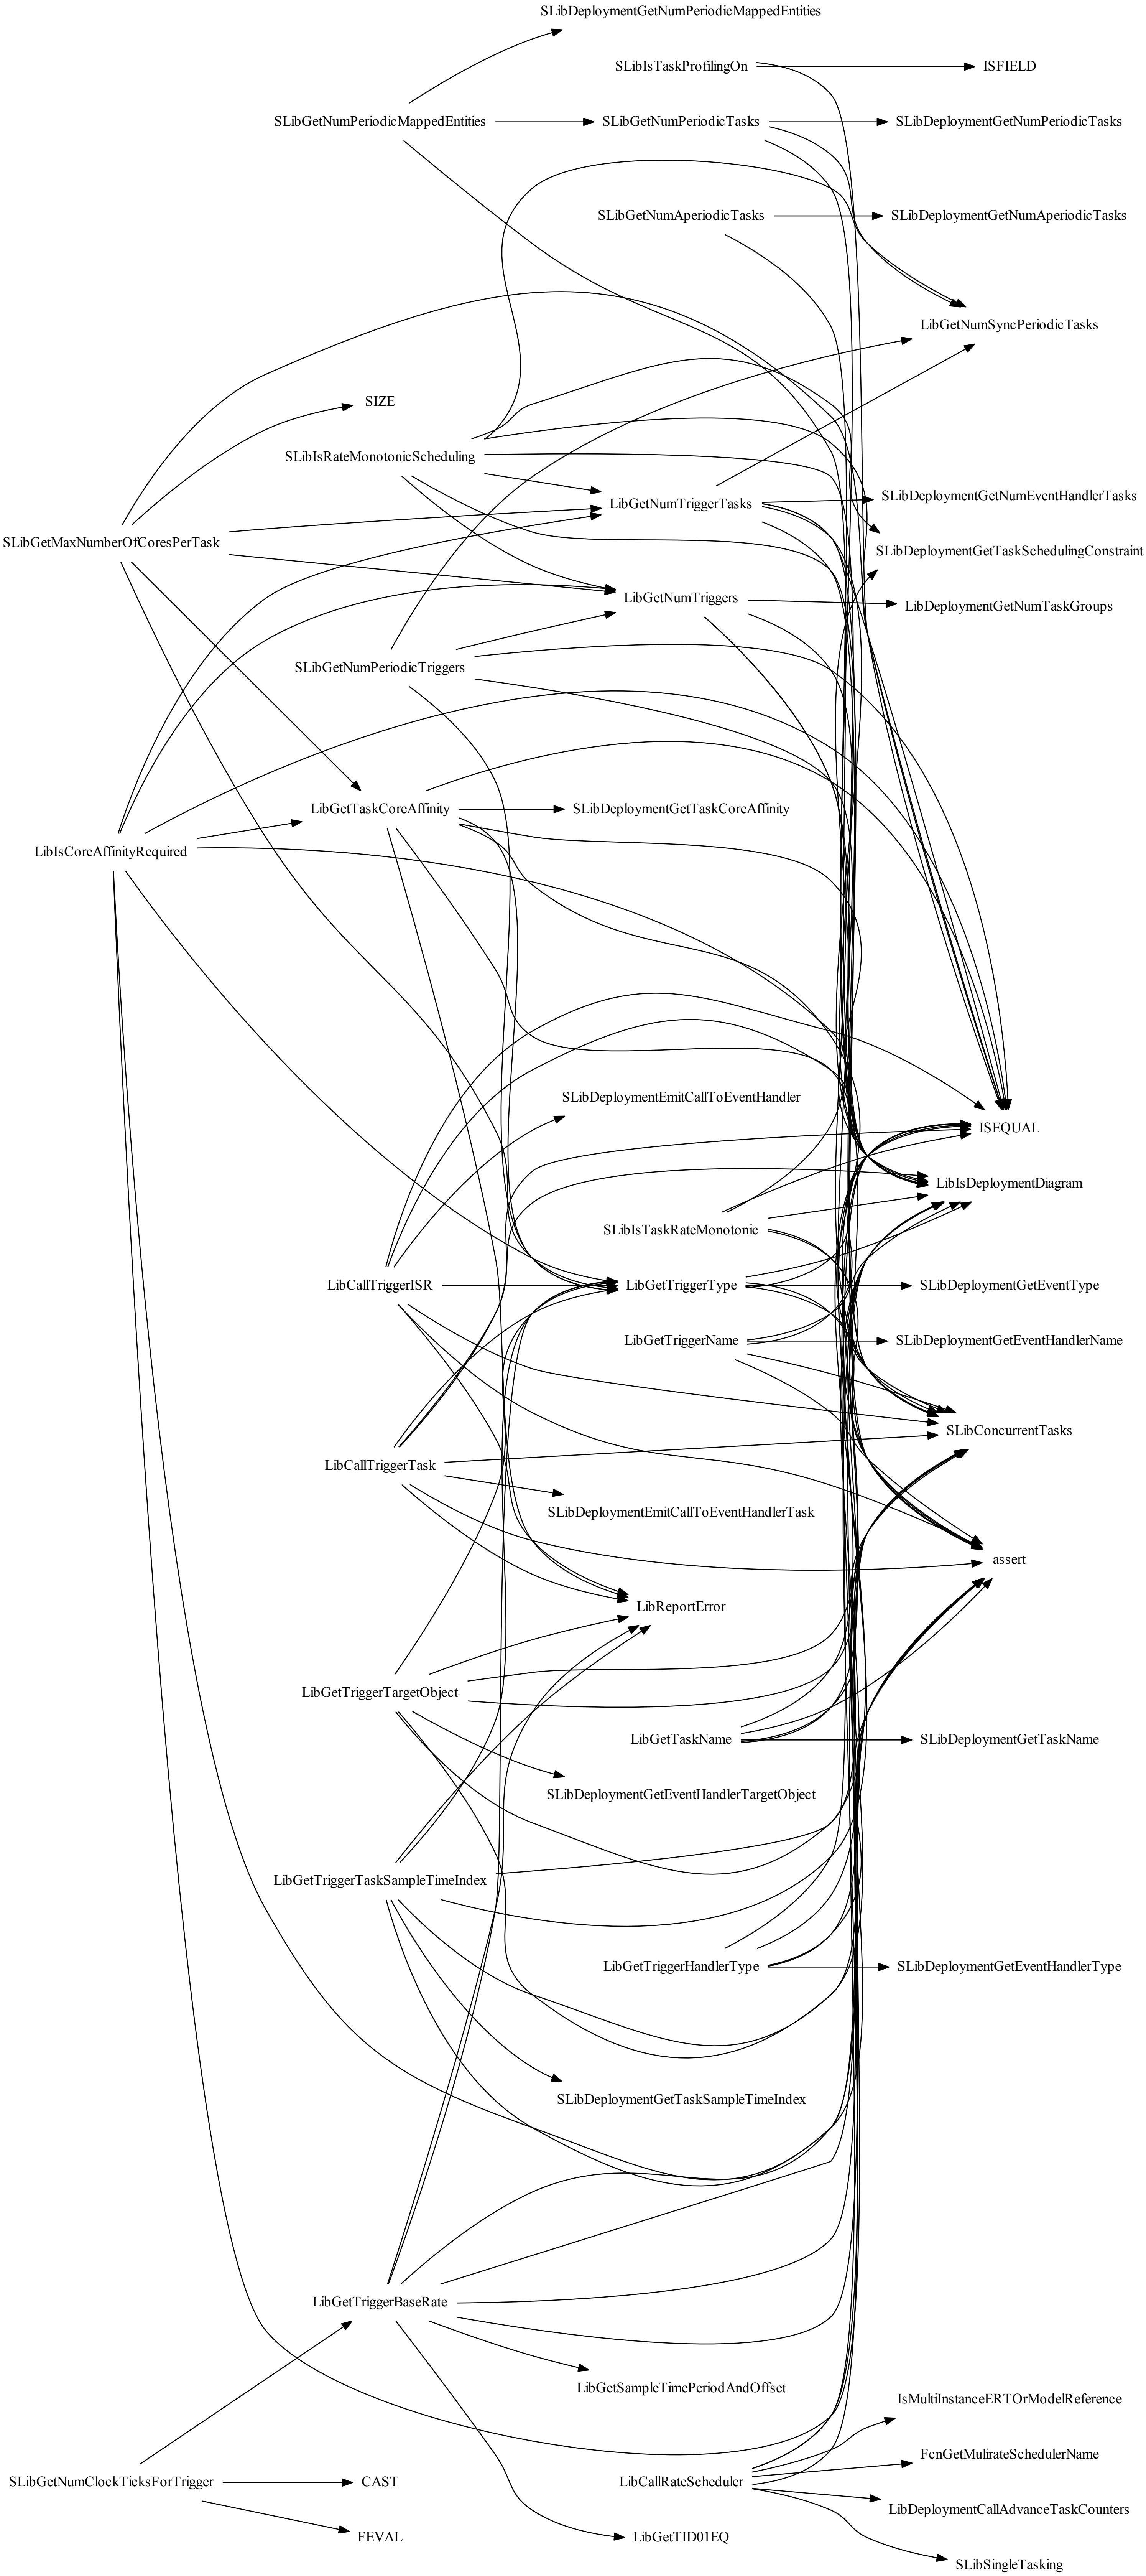 SLibDeploymentGetNumPeriodicMappedEntities
SLibIsTaskProfilingOn
ISFIELD
SLibGetNumPeriodicMappedEntities
SLibGetNumPeriodicTasks
SLibDeploymentGetNumPeriodicTasks
SLibGetNumAperiodicTasks
SLibDeploymentGetNumAperiodicTasks
LibGetNumSyncPeriodicTasks
SIZE
SLibIsRateMonotonicScheduling
SLibDeploymentGetNumEventHandlerTasks
LibGetNumTriggerTasks
SLibGetMaxNumberOfCoresPerTask
SLibDeploymentGetTaskSchedulingConstraint
LibGetNumTriggers
LibDeploymentGetNumTaskGroups
SLibGetNumPeriodicTriggers
LibGetTaskCoreAffinity
SLibDeploymentGetTaskCoreAffinity
LibIsCoreAffinityRequired
SLibDeploymentEmitCallToEventHandler
ISEQUAL
LibIsDeploymentDiagram
SLibIsTaskRateMonotonic
LibCallTriggerISR
LibGetTriggerType
SLibDeploymentGetEventType
LibGetTriggerName
SLibDeploymentGetEventHandlerName
SLibConcurrentTasks
LibCallTriggerTask
SLibDeploymentEmitCallToEventHandlerTask
assert
LibReportError
LibGetTriggerTargetObject
LibGetTaskName
SLibDeploymentGetTaskName
SLibDeploymentGetEventHandlerTargetObject
LibGetTriggerTaskSampleTimeIndex
LibGetTriggerHandlerType
SLibDeploymentGetEventHandlerType
SLibDeploymentGetTaskSampleTimeIndex
LibGetTriggerBaseRate
LibGetSampleTimePeriodAndOffset
IsMultiInstanceERTOrModelReference
FcnGetMulirateSchedulerName
SLibGetNumClockTicksForTrigger
CAST
LibCallRateScheduler
LibDeploymentCallAdvanceTaskCounters
FEVAL
LibGetTID01EQ
SLibSingleTasking